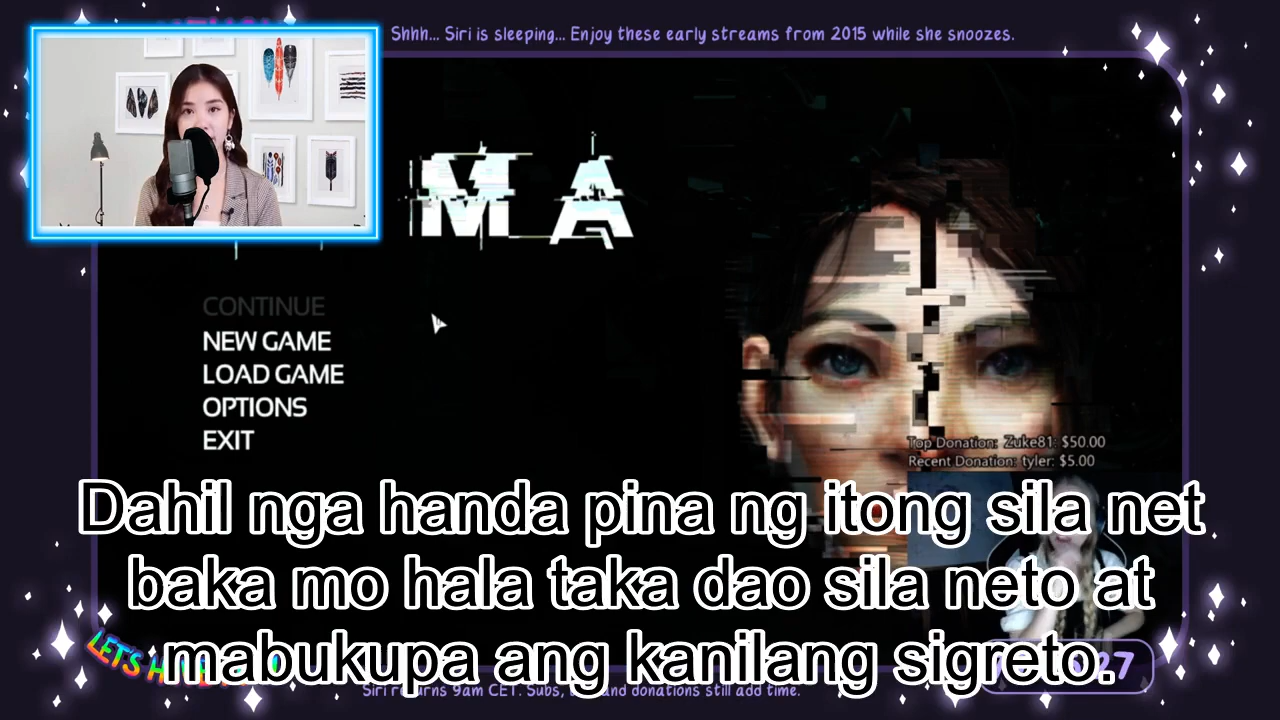 Shhh... Siri is sleeping... Enjoy these early streams from 2015 while she snoozes.
M A
CONTINUE
NEW GAME
LOAD GAME
OPTIONS
EXIT
Top Donation: Zuke81: $50.00
Recent Donation: tyler: $5.00
Dahil nga handa pina ng itong sila net
baka mo hala taka dao sila neto at
mabukupa ang kanilang sigreto.
LET'S
27
Siri returns 9am CET. Subs, and donations still add time.